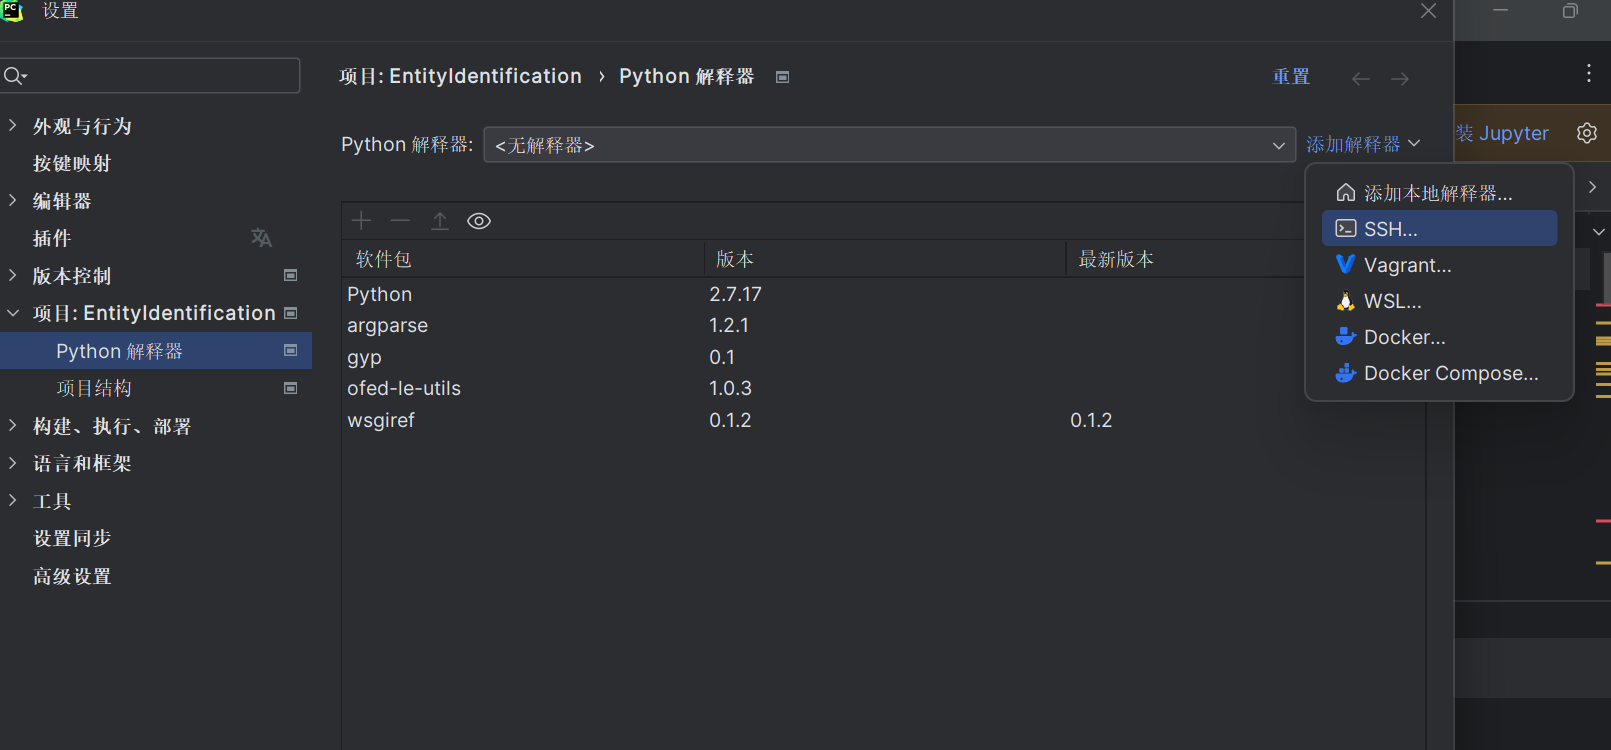 设置
项目: EntityIdentification › Python 解释器
重置
外观与行为
按键映射
编辑器
插件
版本控制
项目: EntityIdentification
Python 解释器
项目结构
构建、执行、部署
语言和框架
工具
设置同步
高级设置
Python 解释器: <无解释器> 添加解释器
装 Jupyter
添加本地解释器...
SSH...
Vagrant...
WSL...
Docker...
Docker Compose...
软件包 版本 最新版本
Python 2.7.17
argparse 1.2.1
gyp 0.1
ofed-le-utils 1.0.3
wsgiref 0.1.2 0.1.2